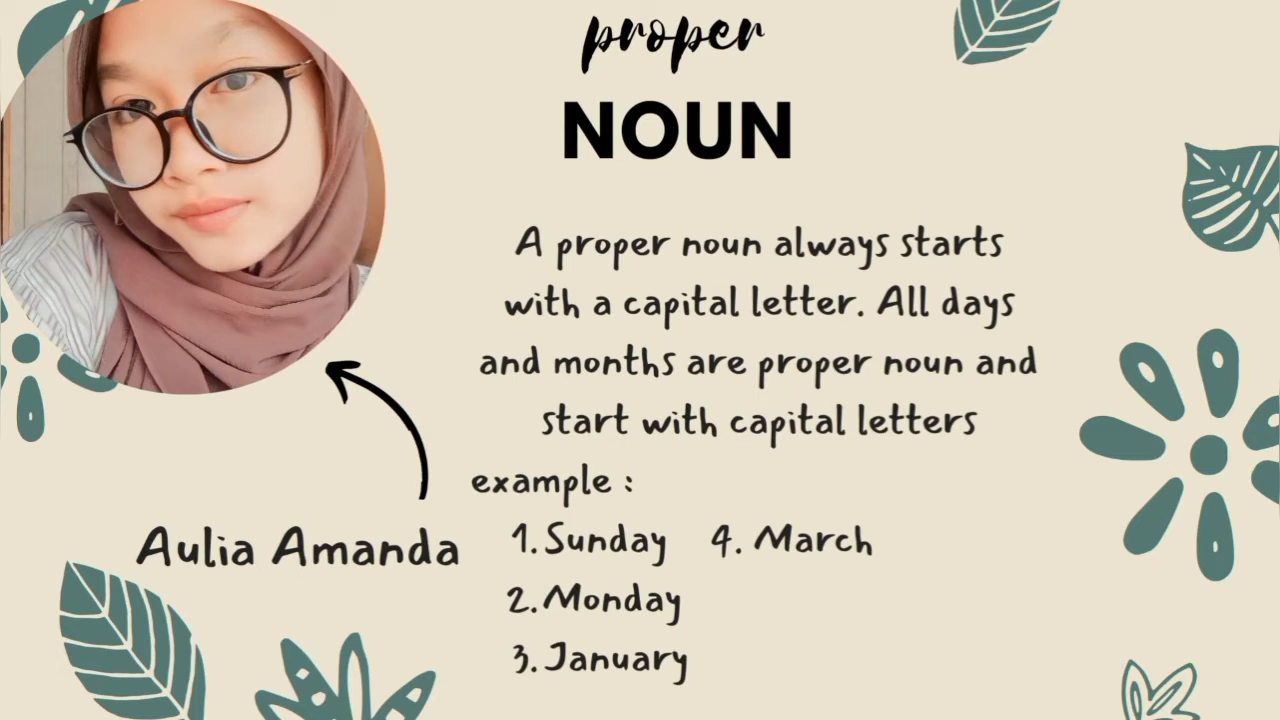 proper
NOUN
A proper noun always starts
with a capital letter. All days
and months are proper noun and
start with capital letters
example :
1. Sunday 4. March
2. Monday
3. January
Aulia Amanda